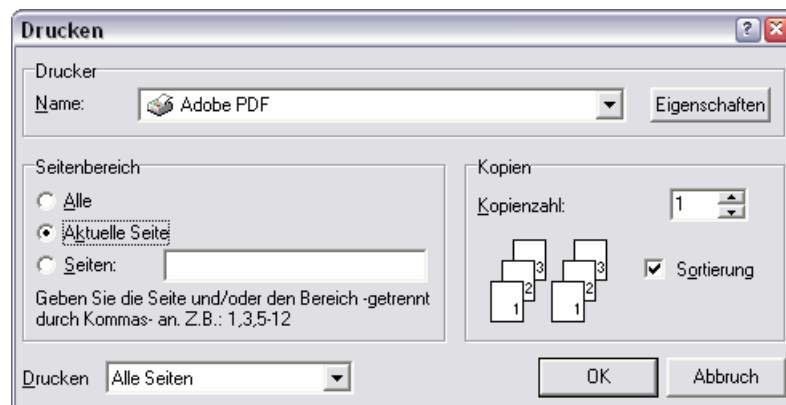 Drucken
Drucker
Name: Adobe PDF Eigenschaften
Seitenbereich
Alle
Aktuelle Seite
Seiten:
Geben Sie die Seite und/oder den Bereich -getrennt
durch Kommas- an. Z.B.: 1,3,5-12
Kopien
Kopienzahl: 1
1 2 3 1 2 3
Sortierung
Drucken Alle Seiten
OK Abbruch